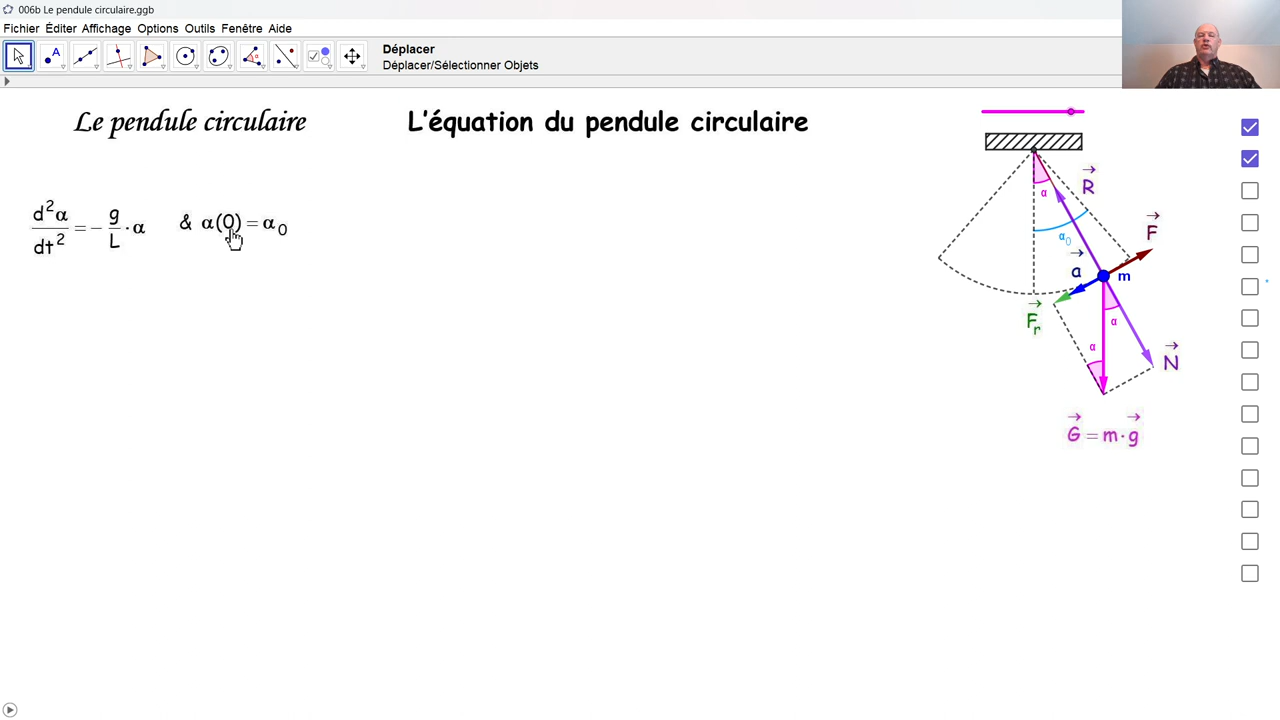 006b Le pendule circulaire.ggb
Fichier Éditer Affichage Options Outils Fenêtre Aide
A
α
Déplacer
Déplacer/Sélectionner Objets
Le pendule circulaire
L'équation du pendule circulaire
d²α/dt² = − g/L · α & α(0) = α₀
α
R
α₀
F
a
m
Fᵣ
α
α
N
G = m · g